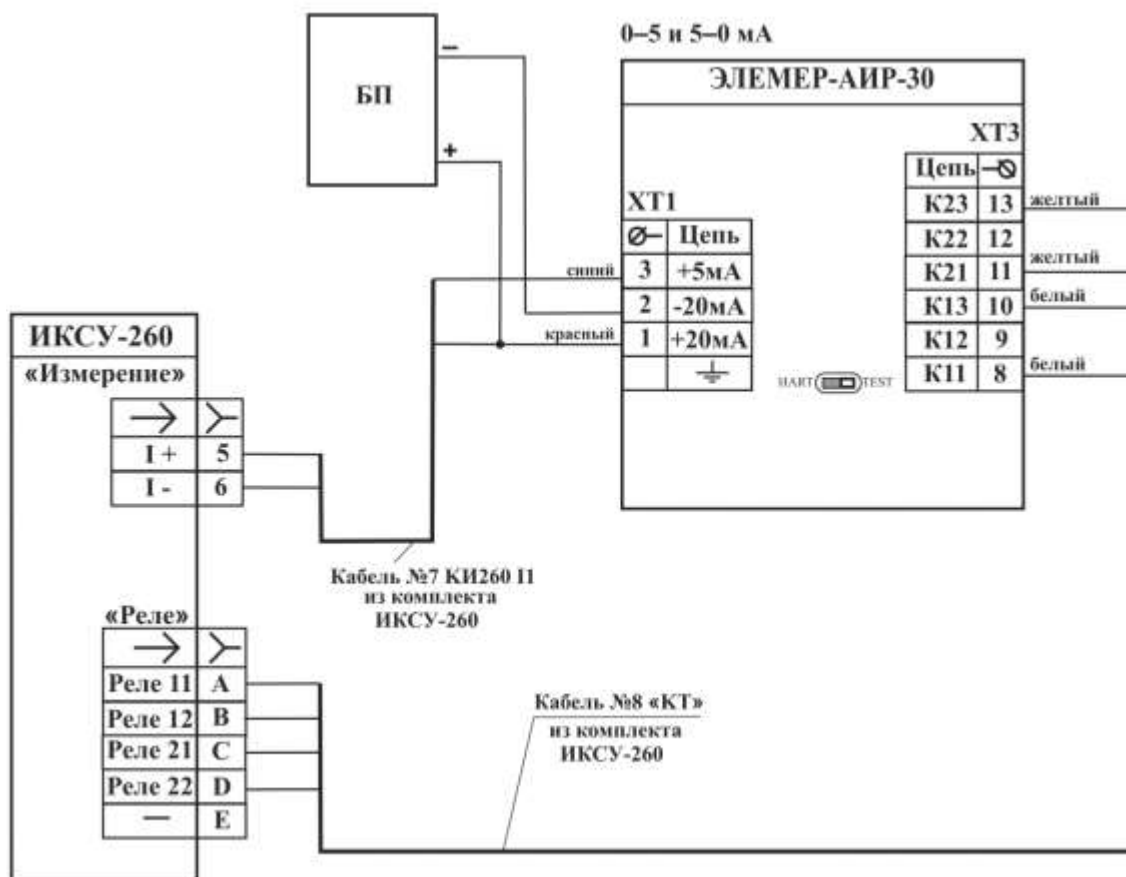 0–5 и 5–0 мА
БП
–
+
ЭЛЕМЕР-АИР-30
ХТ3
Цепь
К23 13 желтый
К22 12
К21 11 желтый
К13 10 белый
К12 9
К11 8 белый
ХТ1
Цепь
синий 3 +5мА
2 -20мА
красный 1 +20мА
HART TEST
ИКСУ-260
«Измерение»
I + 5
I - 6
Кабель №7 КИ260 I1
из комплекта
ИКСУ-260
«Реле»
Реле 11 A
Реле 12 B
Реле 21 C
Реле 22 D
— E
Кабель №8 «КТ»
из комплекта
ИКСУ-260